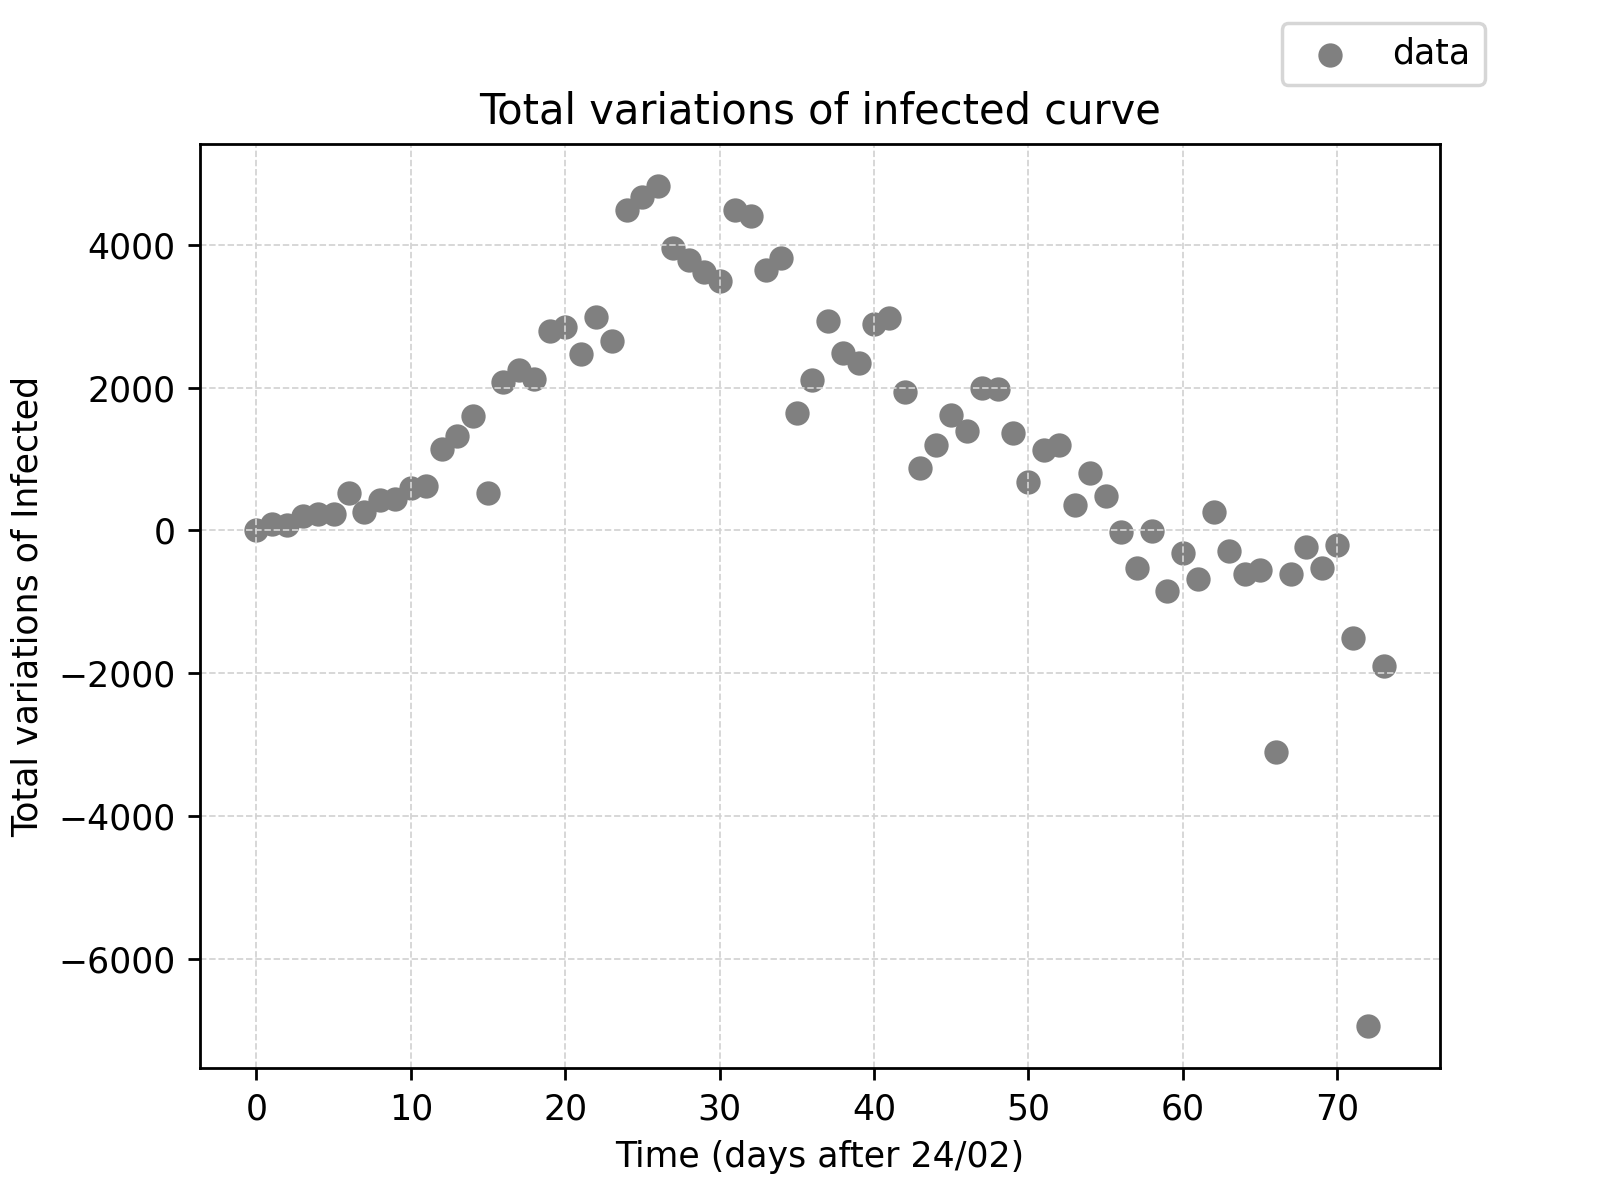 data
Total variations of infected curve
Total variations of Infected
4000
2000
0
−2000
−4000
−6000
0 10 20 30 40 50 60 70
Time (days after 24/02)